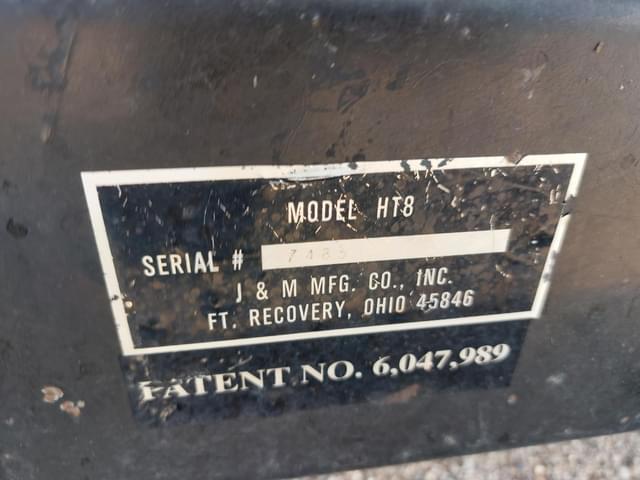 MODEL HT8
SERIAL #
J & M MFG. CO., INC.
FT. RECOVERY, OHIO 45846
PATENT NO. 6,047,989